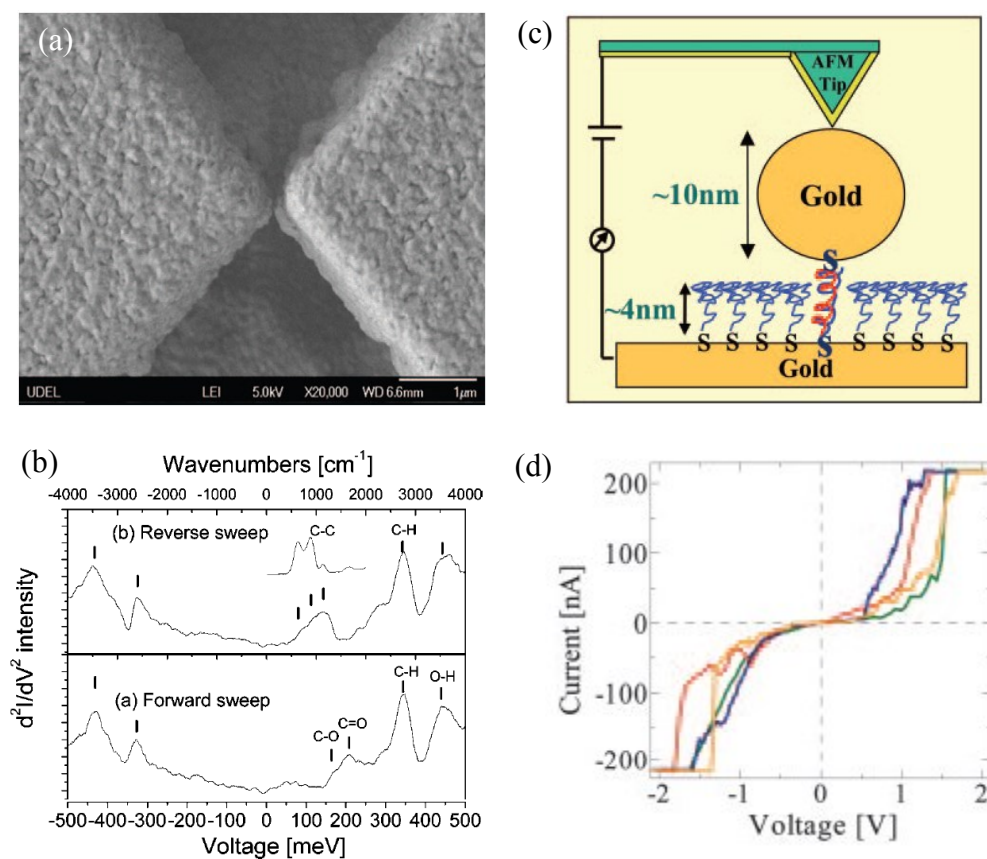 (a)
UDEL LEI 5.0kV X20,000 WD 6.6mm 1μm
(c)
AFM
Tip
~10nm
Gold
S
~4nm
S S S S S S S S S
Gold
(b)
Wavenumbers [cm⁻¹]
-4000 -3000 -2000 -1000 0 1000 2000 3000 4000
(b) Reverse sweep
C-C
C-H
(a) Forward sweep
C-O
C=O
C-H
O-H
d²I/dV² intensity
-500 -400 -300 -200 -100 0 100 200 300 400 500
Voltage [meV]
(d)
200
100
0
-100
-200
Current [nA]
-2 -1 0 1 2
Voltage [V]